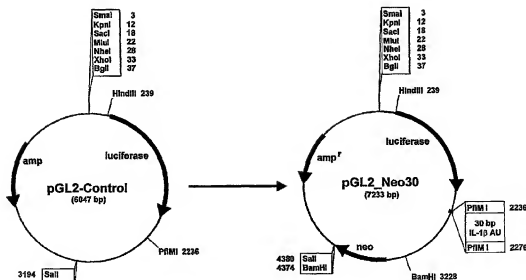 SmaI 3
KpnI 12
SacI 18
MluI 22
NheI 28
XhoI 33
BglI 37
HindIII 239
amp
luciferase
pGL2-Control
(6047 bp)
PflMI 2236
3194 SalI
SmaI 3
KpnI 12
SacI 18
MluI 22
NheI 28
XhoI 33
BglI 37
HindIII 239
amp r
luciferase
pGL2_Neo30
(7233 bp)
PflM I 2236
30 bp
IL-1β AU
PflM I 2276
neo
4380 SalI
4374 BamHI
BamHI 3228